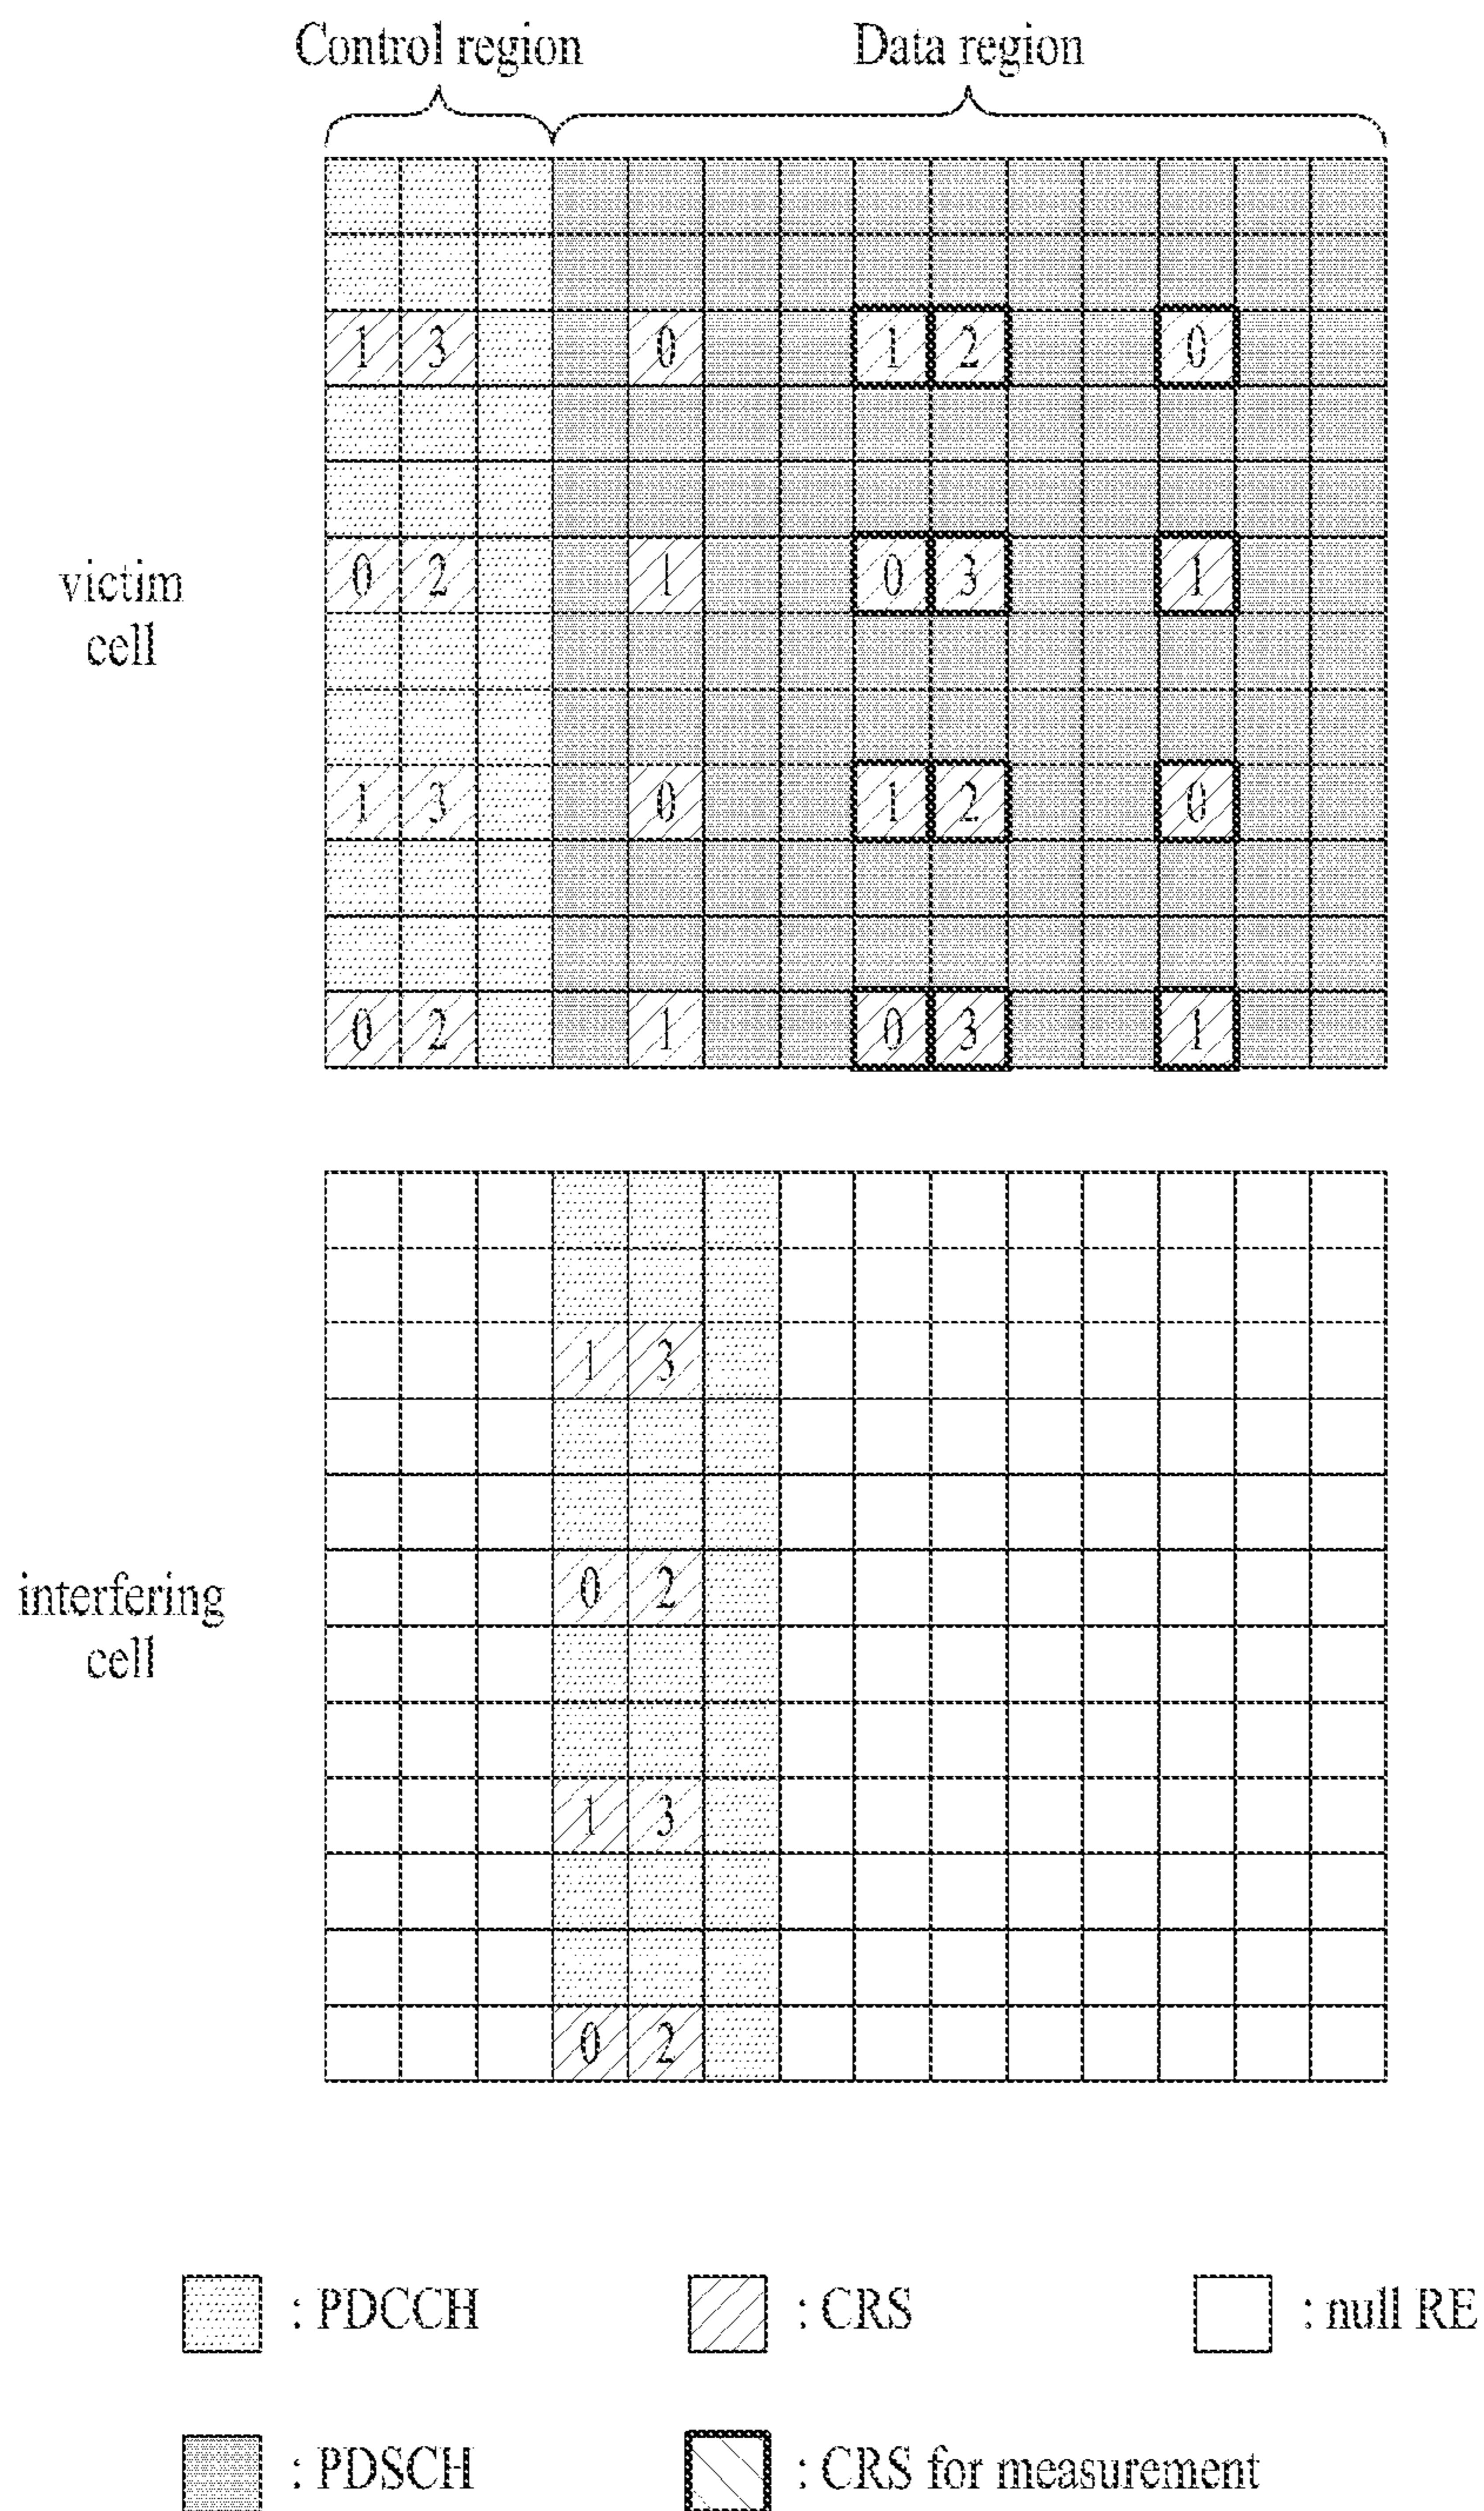 Control region Data region
1 3 0 1 2 0
victim
cell
0 2 1 0 3 1
1 3 0 1 2 0
0 2 1 0 3 1
1 3
interfering
cell
0 2
1 3
0 2
: PDCCH : CRS : null RE
: PDSCH : CRS for measurement